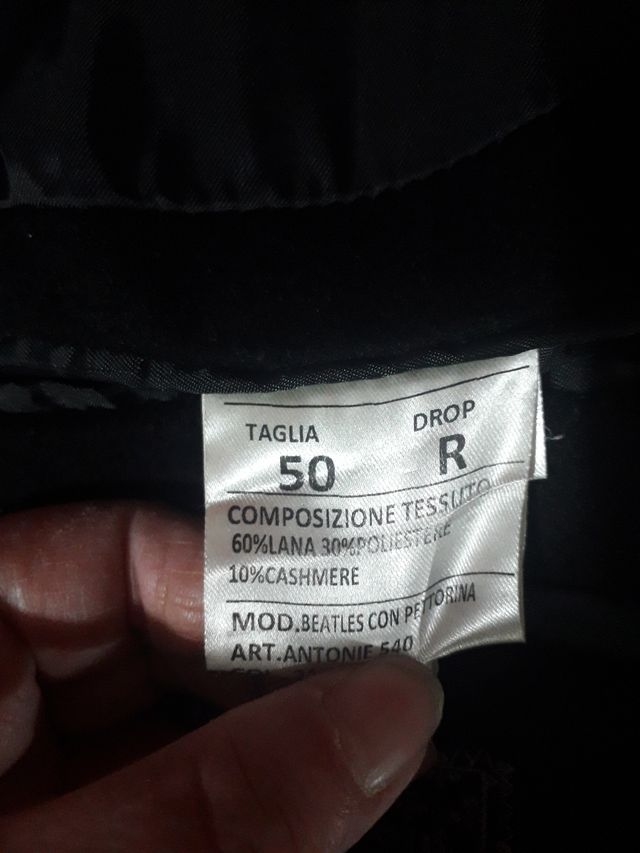 TAGLIA DROP
50 R
COMPOSIZIONE TESSUTO
60%LANA 30%POLIESTERE
10%CASHMERE
MOD.BEATLES CON PETTORINA
ART.ANTONIE 540